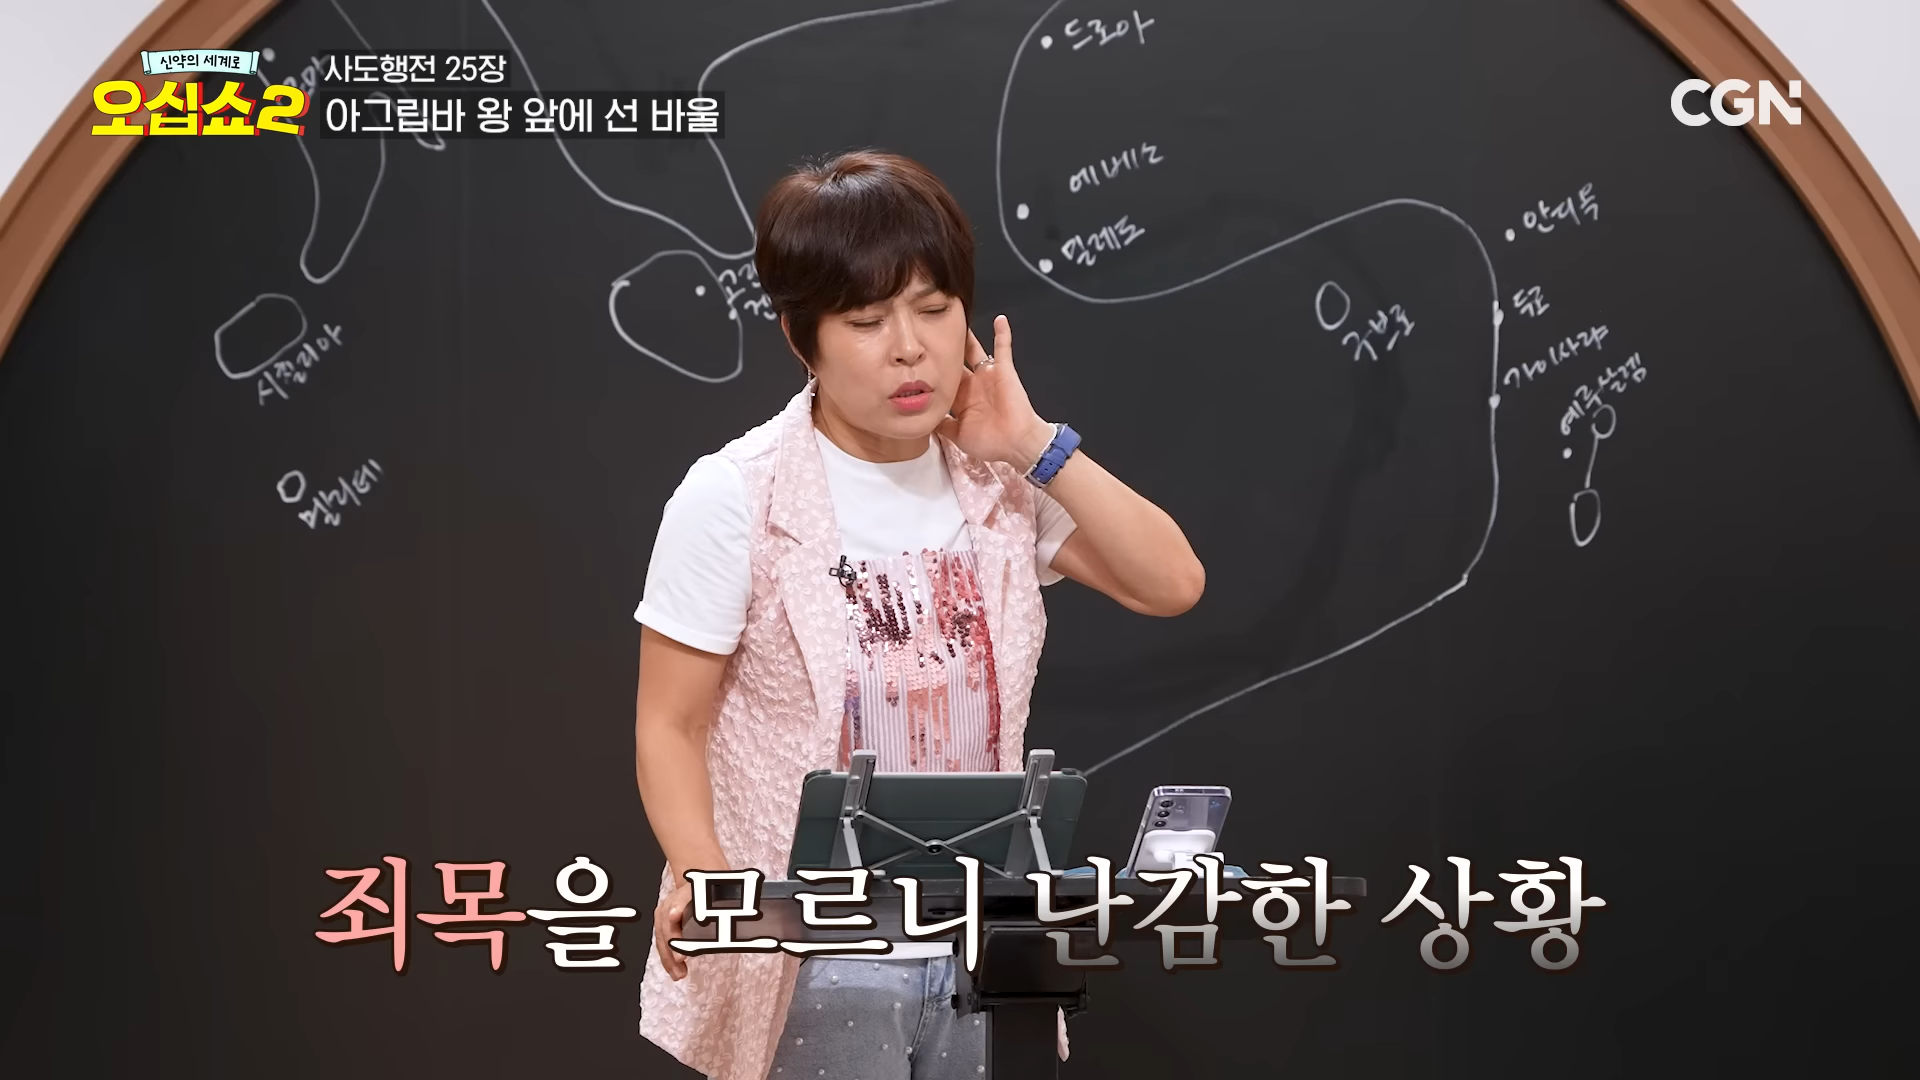 신약의 세계로
오십쇼2
사도행전 25장
아그립바 왕 앞에 선 바울
CGN
드로아
에베소
밀레도
안디옥
두로
구브로
가이사랴
예루살렘
시칠리아
멀리데
죄목을 모르니 난감한 상황